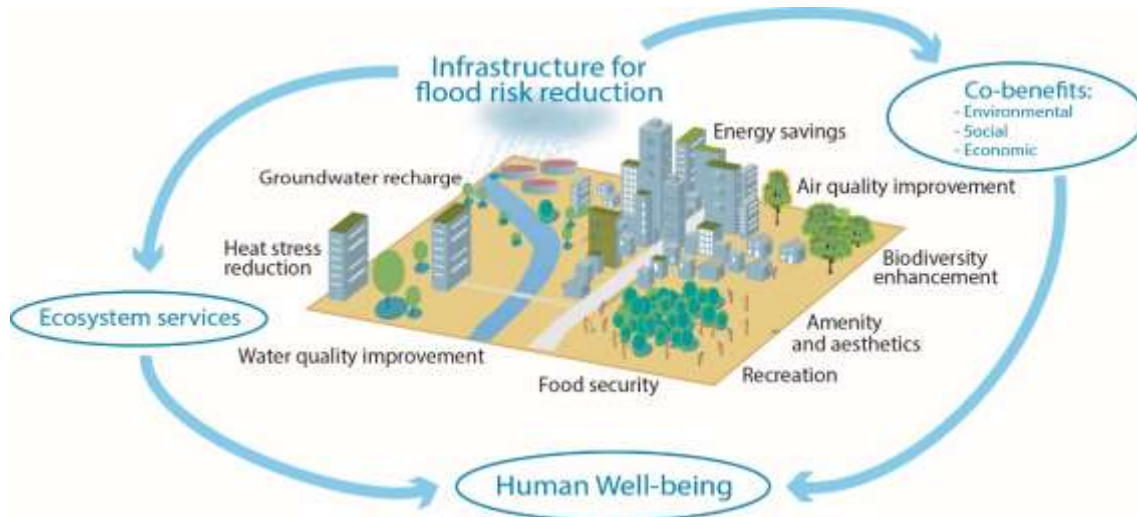 Infrastructure for
flood risk reduction
Co-benefits:
- Environmental
- Social
- Economic
Energy savings
Groundwater recharge
Air quality improvement
Heat stress
reduction
Biodiversity
enhancement
Ecosystem services
Amenity
and aesthetics
Water quality improvement
Food security
Recreation
Human Well-being